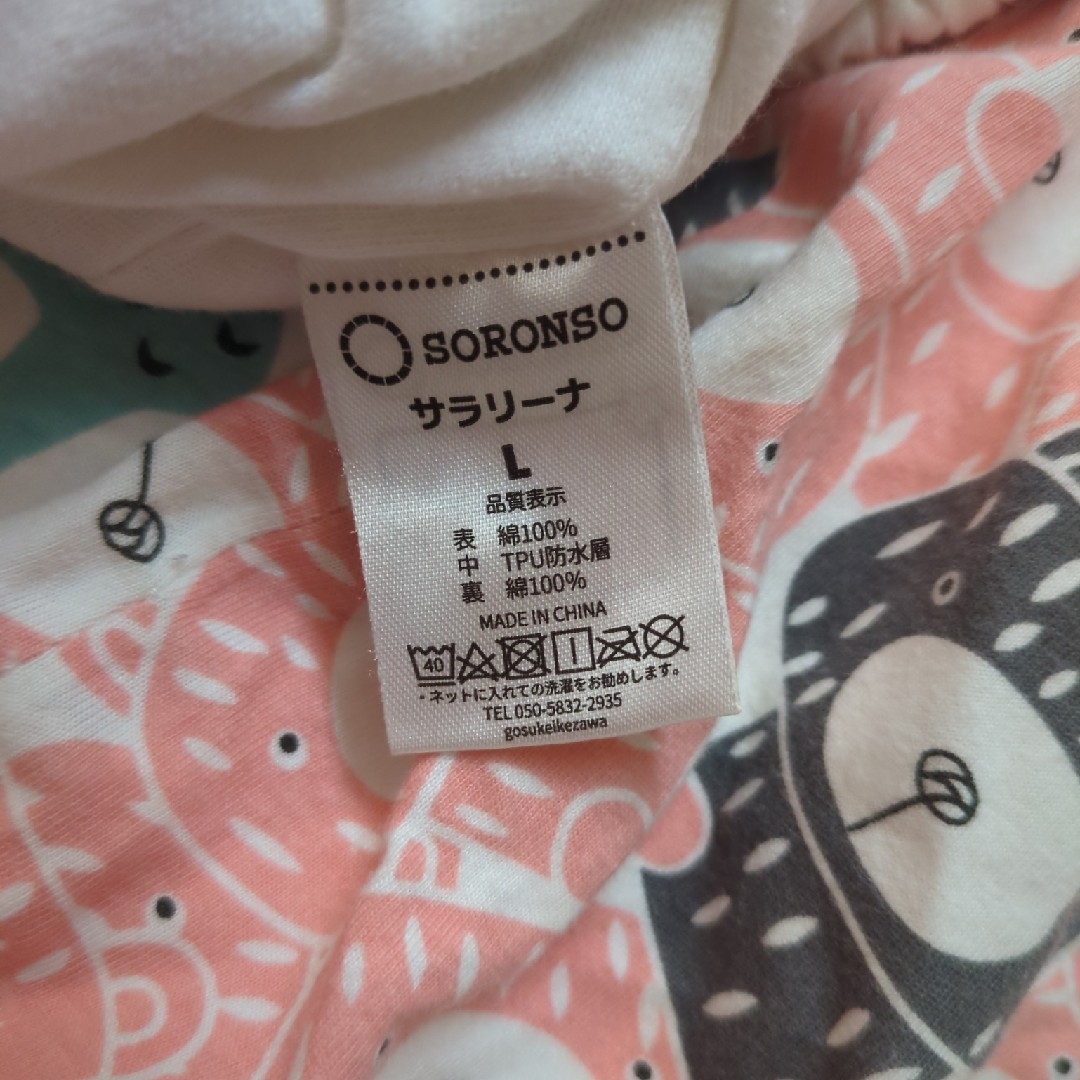 SORONSO
サラリーナ
L
品質表示
表 綿100%
中 TPU防水層
裏 綿100%
MADE IN CHINA
40
・ネットに入れての洗濯をお勧めします。
TEL 050-5832-2935
gosukeikezawa